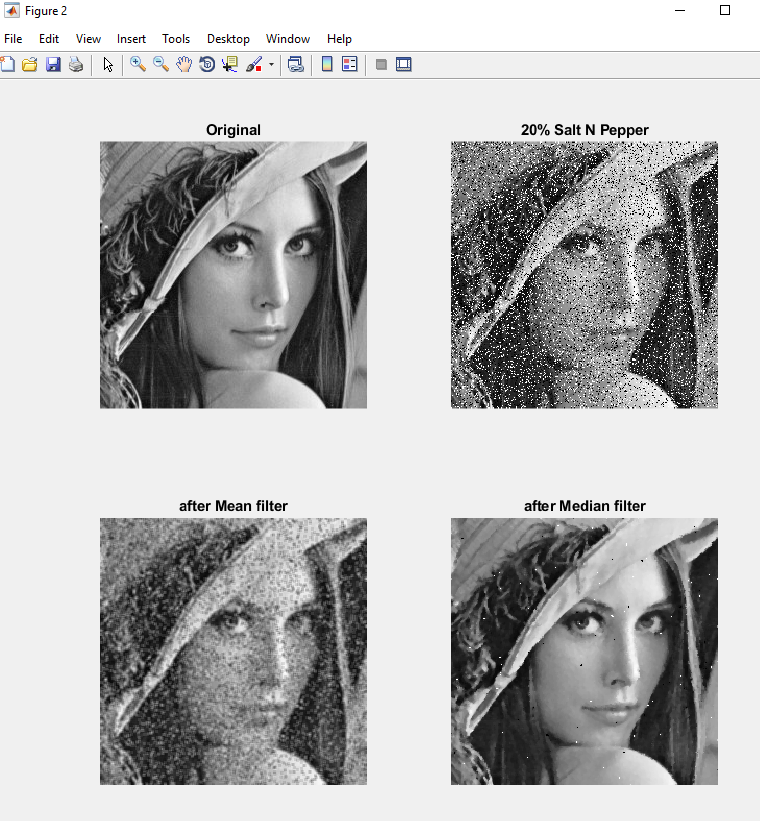 Figure 2
File Edit View Insert Tools Desktop Window Help
Original
20% Salt N Pepper
after Mean filter
after Median filter